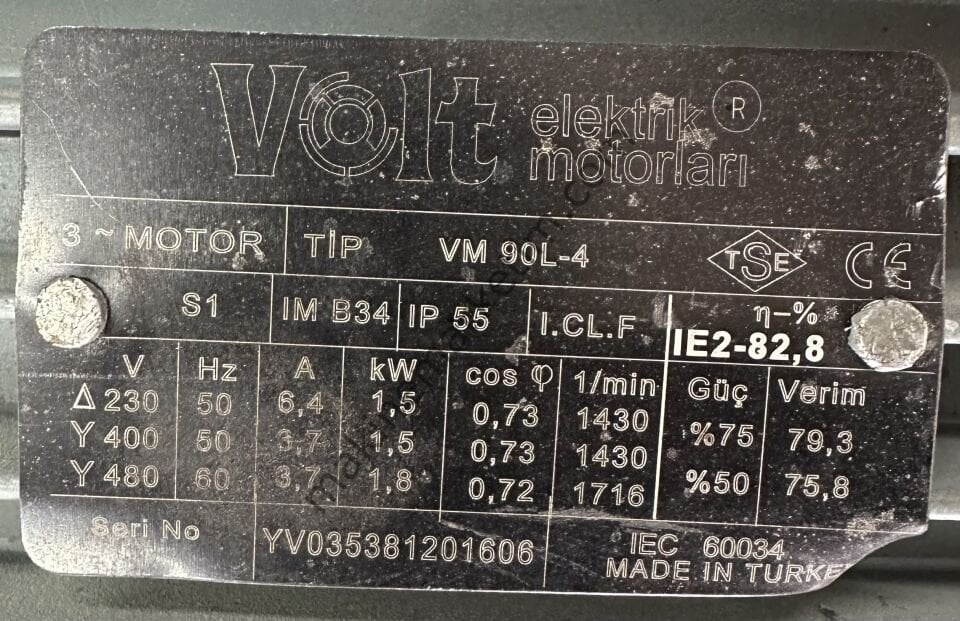 Volt elektrik motorları ®
3 ~ MOTOR TİP VM 90L-4 TSE CE
S1 IM B34 IP 55 I.CL.F η-%
IE2-82,8
V Hz A kW cos φ 1/min Güç Verim
Δ 230 50 6,4 1,5 0,73 1430
Y 400 50 3,7 1,5 0,73 1430 %75 79,3
Y 480 60 3,7 1,8 0,72 1716 %50 75,8
Seri No YV035381201606 IEC 60034
MADE IN TURKE